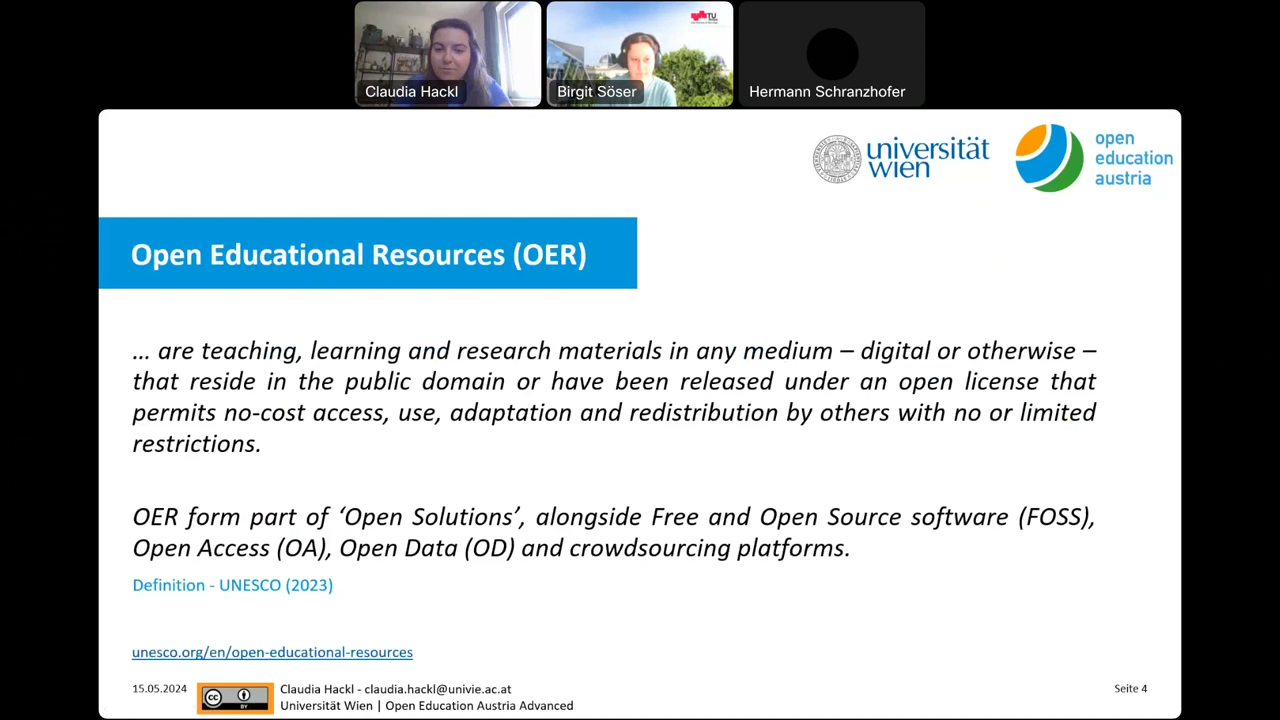 Claudia Hackl
TU
Birgit Söser
Hermann Schranzhofer
universität
wien
open
education
austria
Open Educational Resources (OER)
... are teaching, learning and research materials in any medium – digital or otherwise –
that reside in the public domain or have been released under an open license that
permits no-cost access, use, adaptation and redistribution by others with no or limited
restrictions.
OER form part of ‘Open Solutions’, alongside Free and Open Source software (FOSS),
Open Access (OA), Open Data (OD) and crowdsourcing platforms.
Definition - UNESCO (2023)
unesco.org/en/open-educational-resources
15.05.2024
cc
BY
Claudia Hackl - claudia.hackl@univie.ac.at
Universität Wien | Open Education Austria Advanced
Seite 4